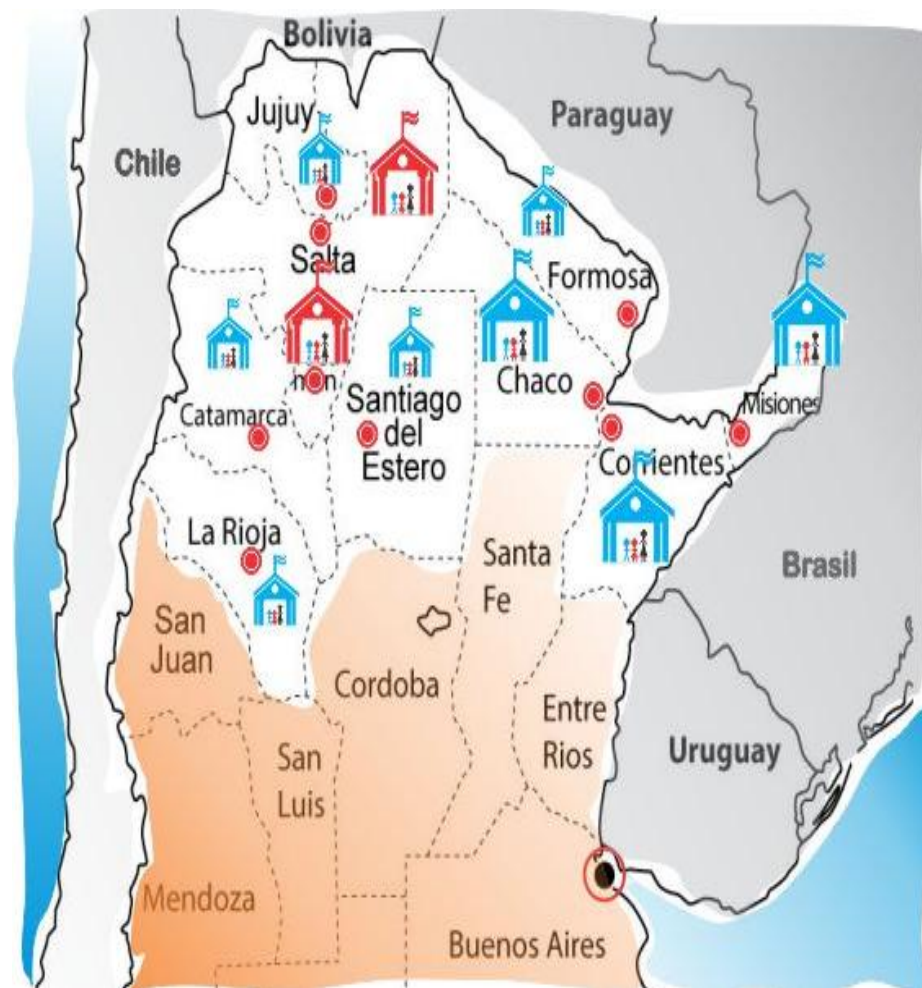 Bolivia
Jujuy
Paraguay
Chile
Salta
Formosa
Chaco
Misiones
Catamarca
Santiago
del
Estero
Corrientes
La Rioja
Santa
Fe
Brasil
San
Juan
Cordoba
Entre
Rios
Uruguay
San
Luis
Mendoza
Buenos Aires